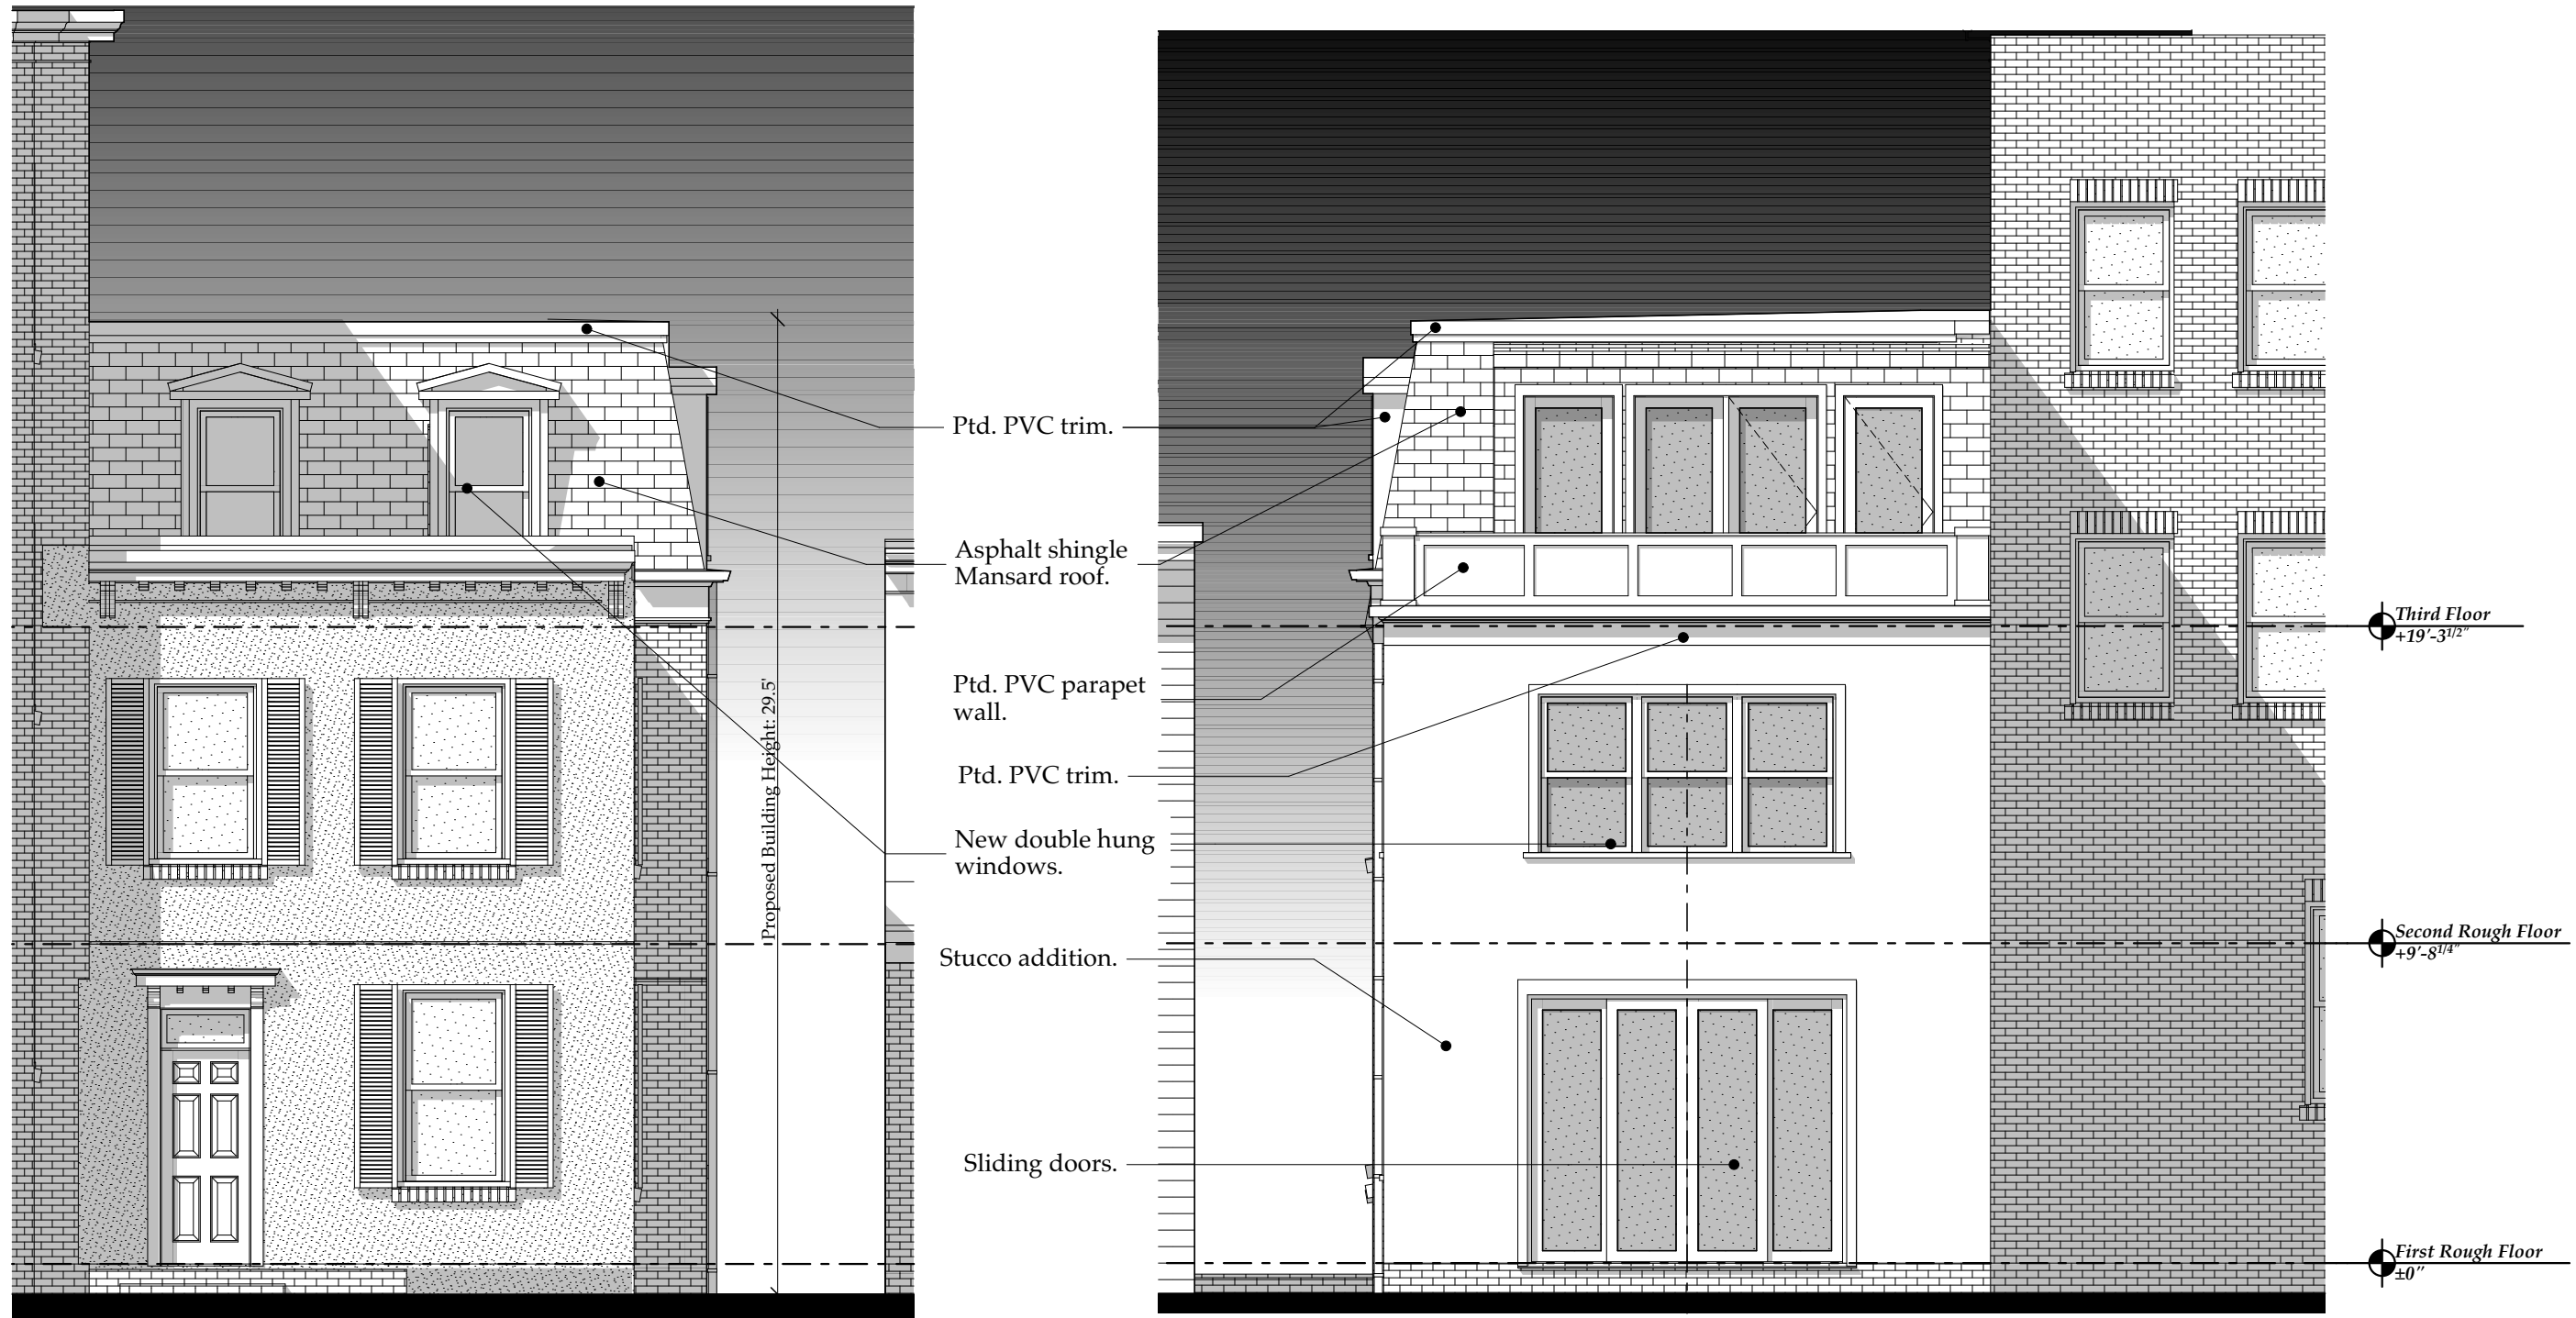 Ptd. PVC trim.
Asphalt shingle
Mansard roof.
Ptd. PVC parapet
wall.
Ptd. PVC trim.
New double hung
windows.
Stucco addition.
Sliding doors.
Proposed Building Height: 29.5'
Third Floor
+19'-3 1/2"
Second Rough Floor
+9'-8 1/4"
First Rough Floor
±0"